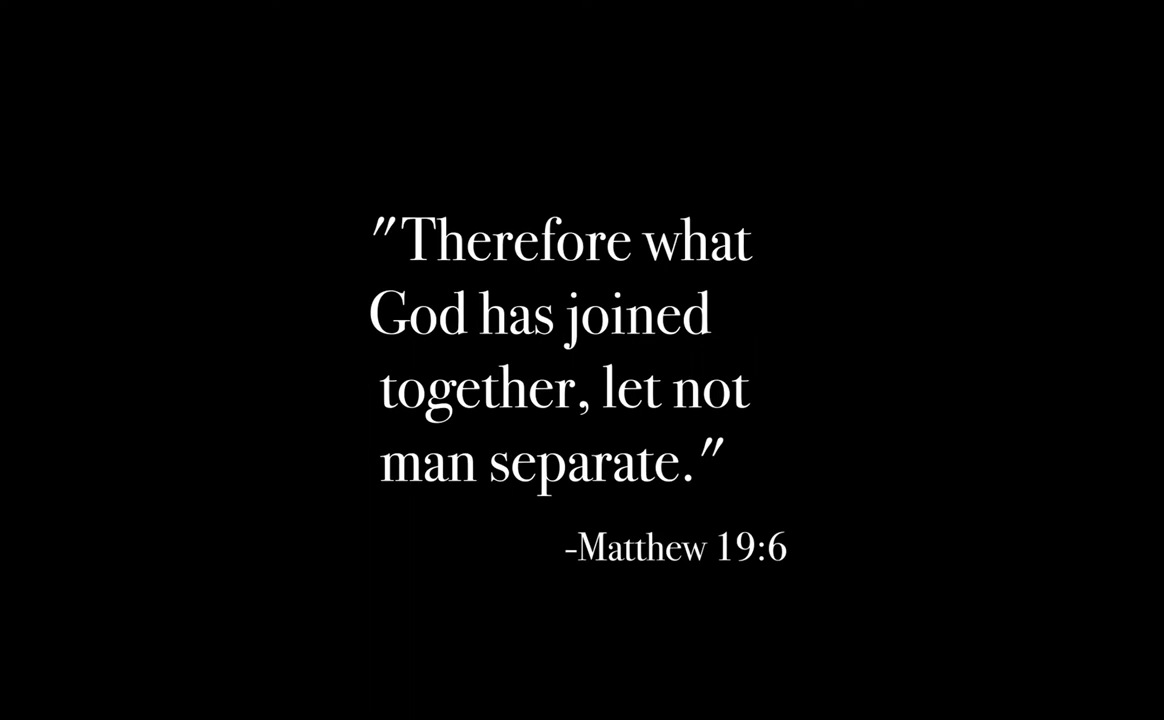 "Therefore what
God has joined
together, let not
man separate."
-Matthew 19:6